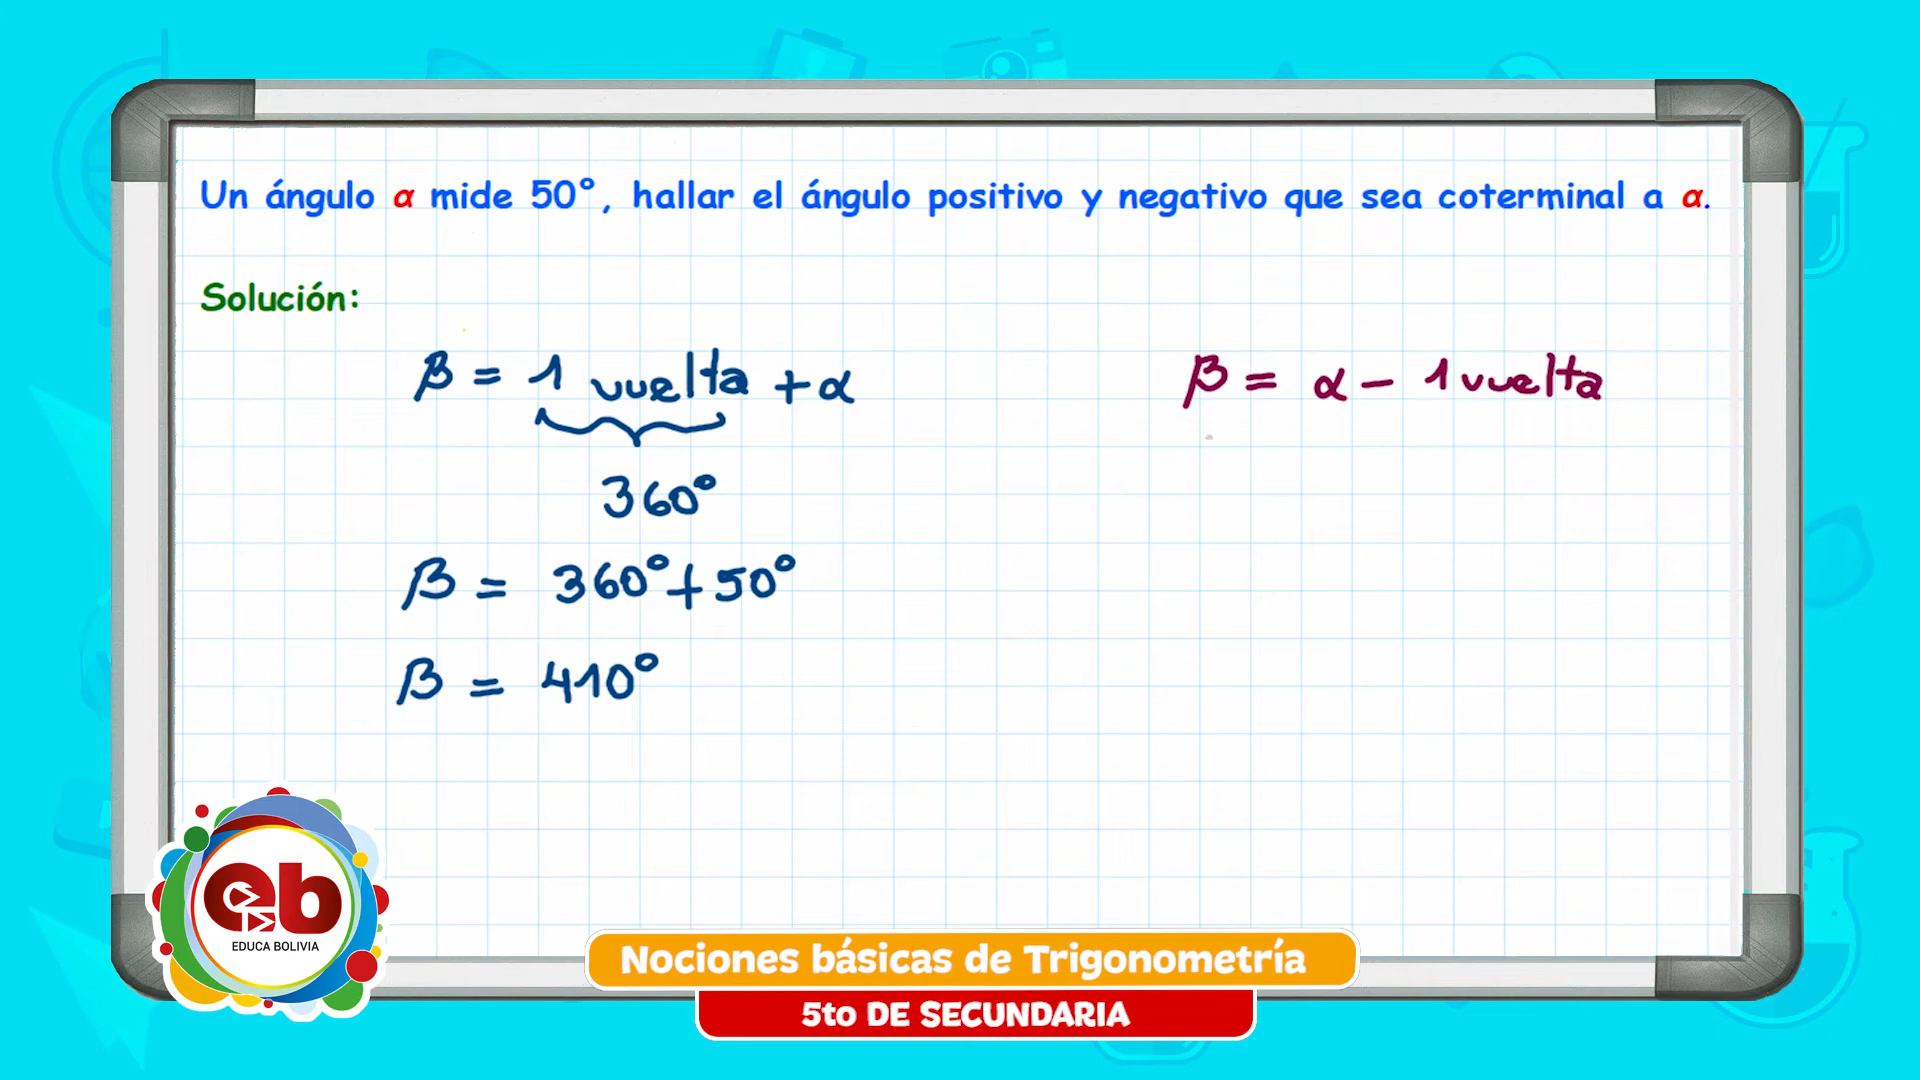 Un ángulo α mide 50°, hallar el ángulo positivo y negativo que sea coterminal a α.
Solución:
β = 1 vuelta + α
360°
β = 360° + 50°
β = 410°
β = α - 1 vuelta
eb
EDUCA BOLIVIA
Nociones básicas de Trigonometría
5to DE SECUNDARIA